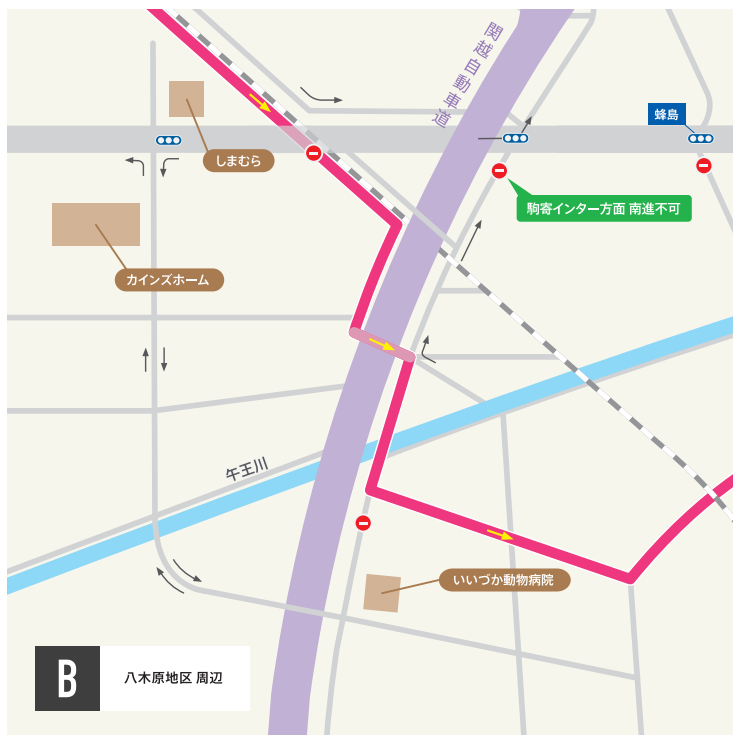 関越自動車道
蜂島
しまむら
駒寄インター方面 南進不可
カインズホーム
午王川
いいづか動物病院
B
八木原地区 周辺